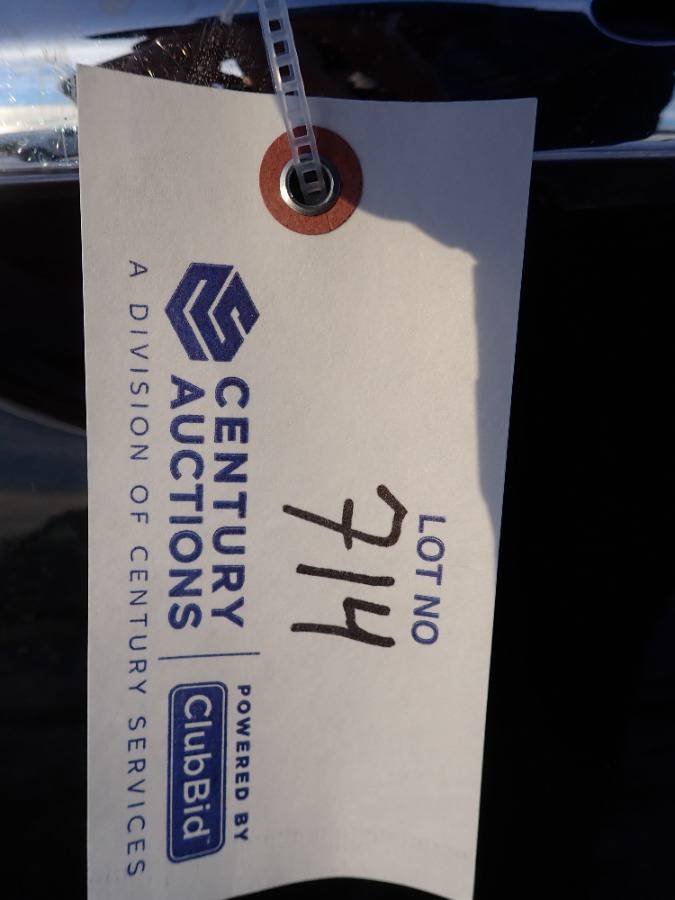 LOT NO
714
CENTURY
AUCTIONS
POWERED BY
ClubBid
A DIVISION OF CENTURY SERVICES